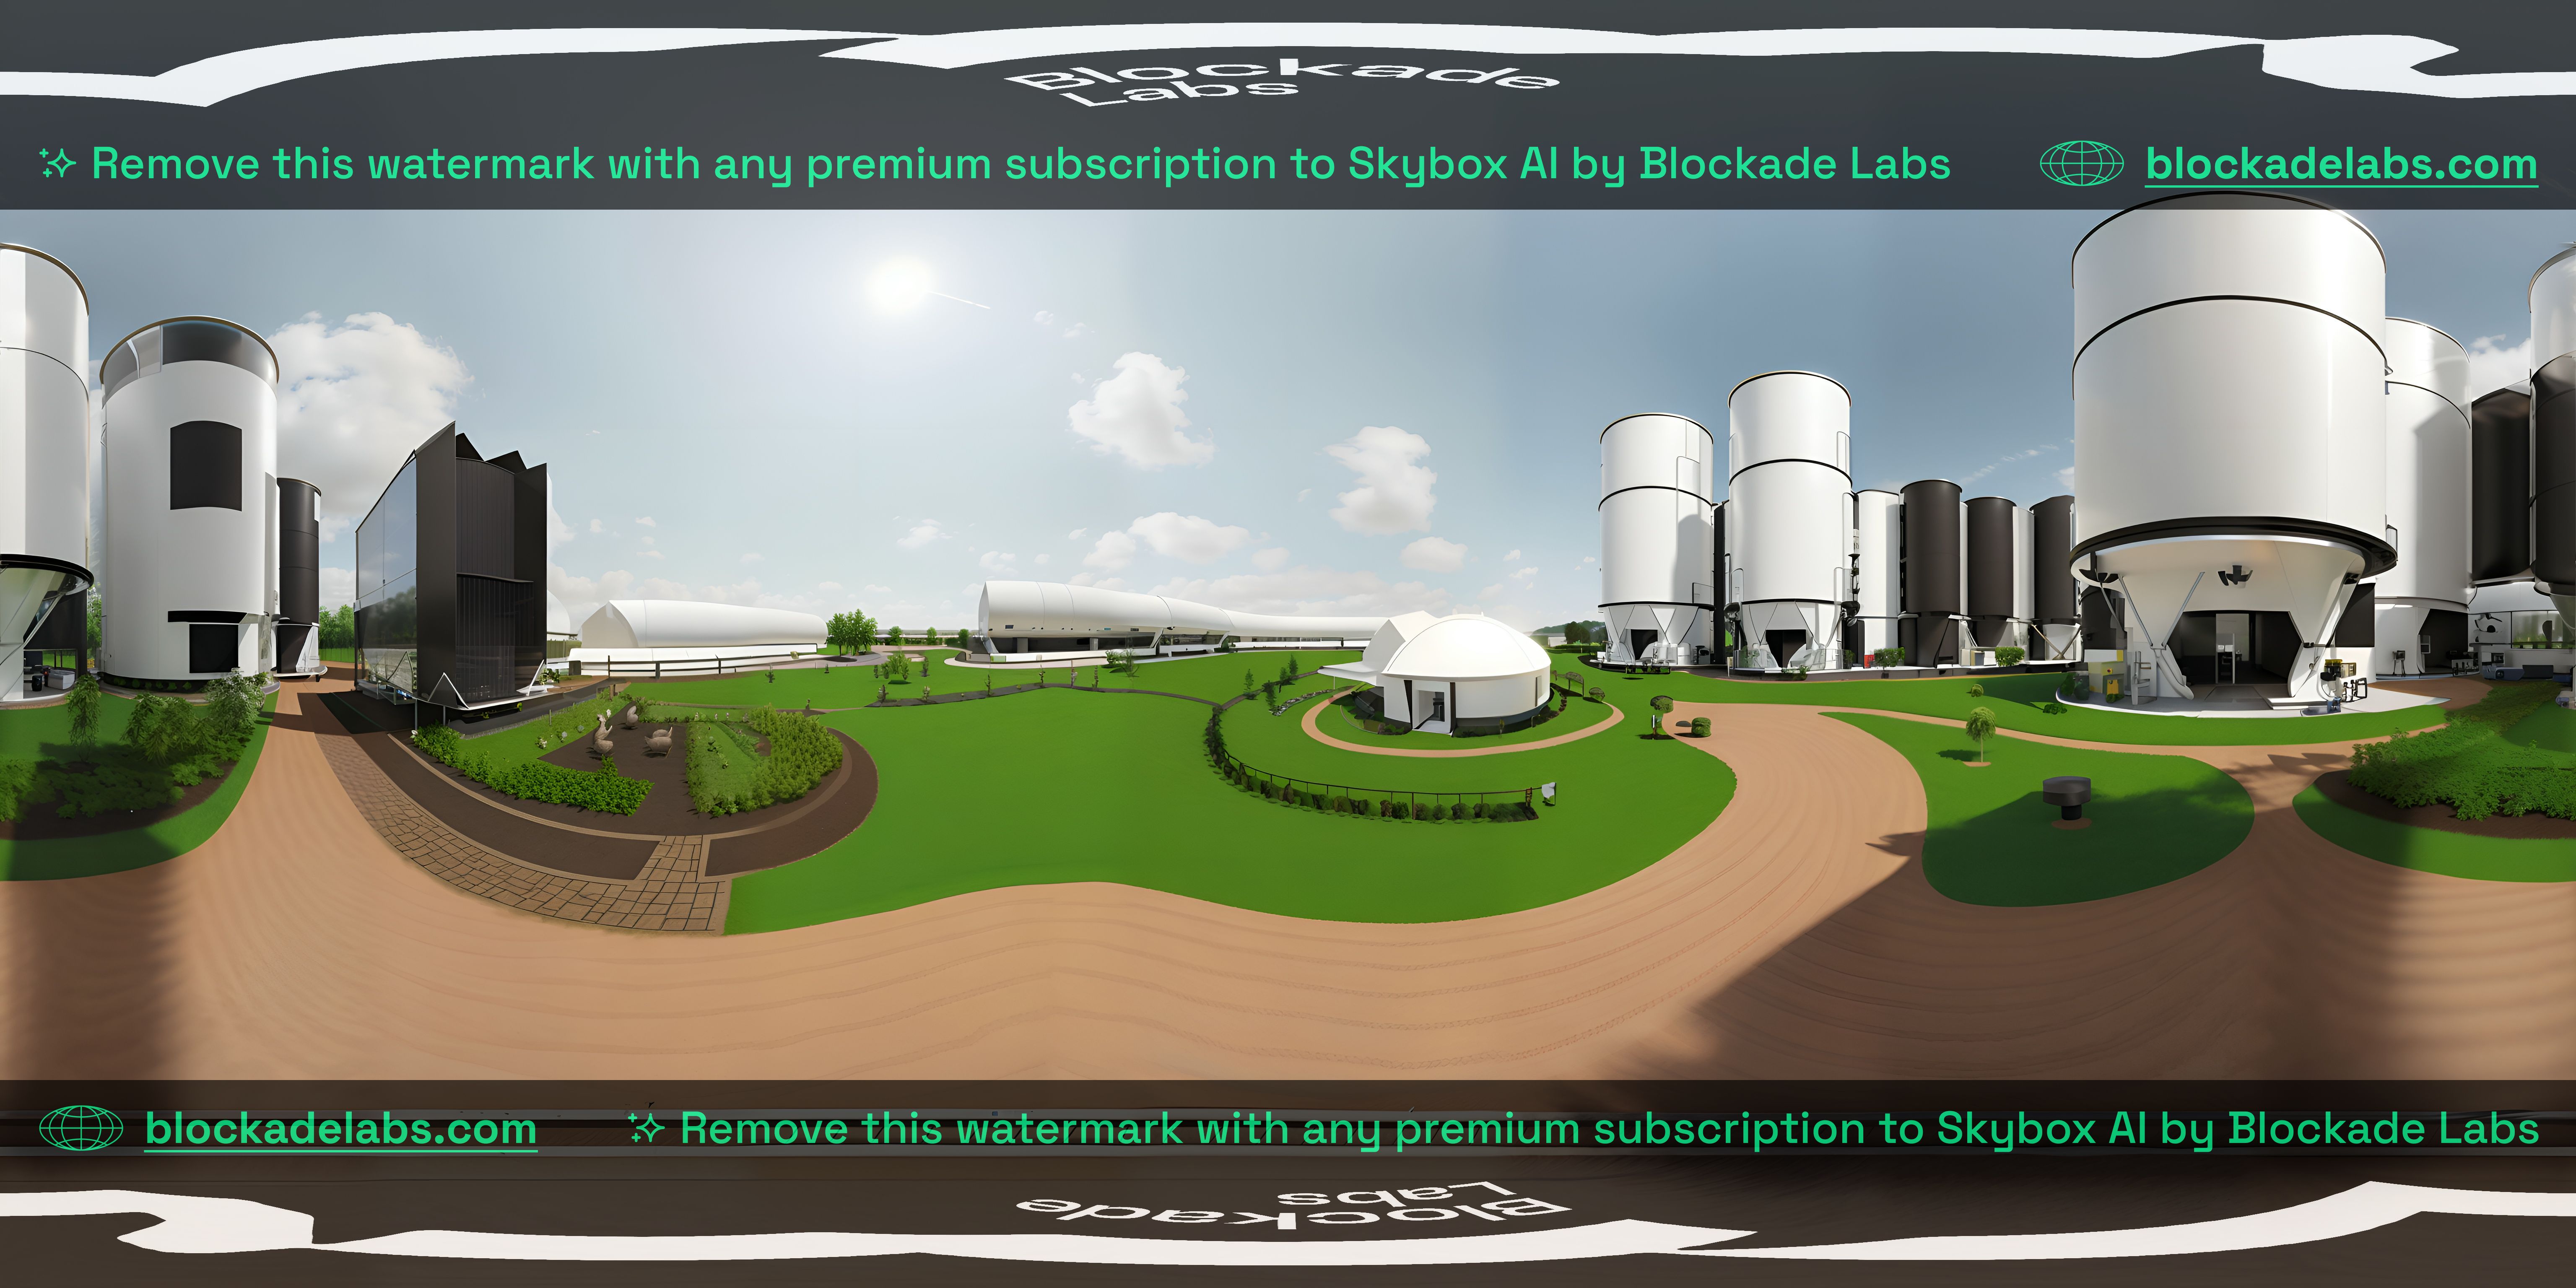 Blockade
Labs
Remove this watermark with any premium subscription to Skybox AI by Blockade Labs
blockadelabs.com
blockadelabs.com
Remove this watermark with any premium subscription to Skybox AI by Blockade Labs
Labs
Blockade